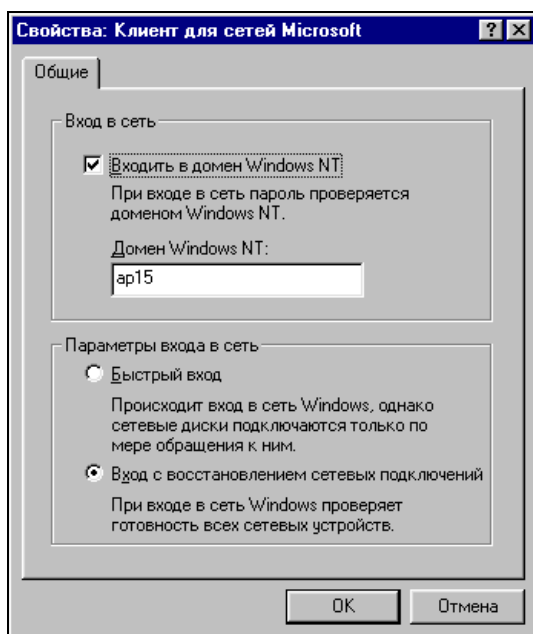 Свойства: Клиент для сетей Microsoft
Общие
Вход в сеть
Входить в домен Windows NT
При входе в сеть пароль проверяется
доменом Windows NT.
Домен Windows NT:
ap15
Параметры входа в сеть
Быстрый вход
Происходит вход в сеть Windows, однако
сетевые диски подключаются только по
мере обращения к ним.
Вход с восстановлением сетевых подключений
При входе в сеть Windows проверяет
готовность всех сетевых устройств.
OK
Отмена